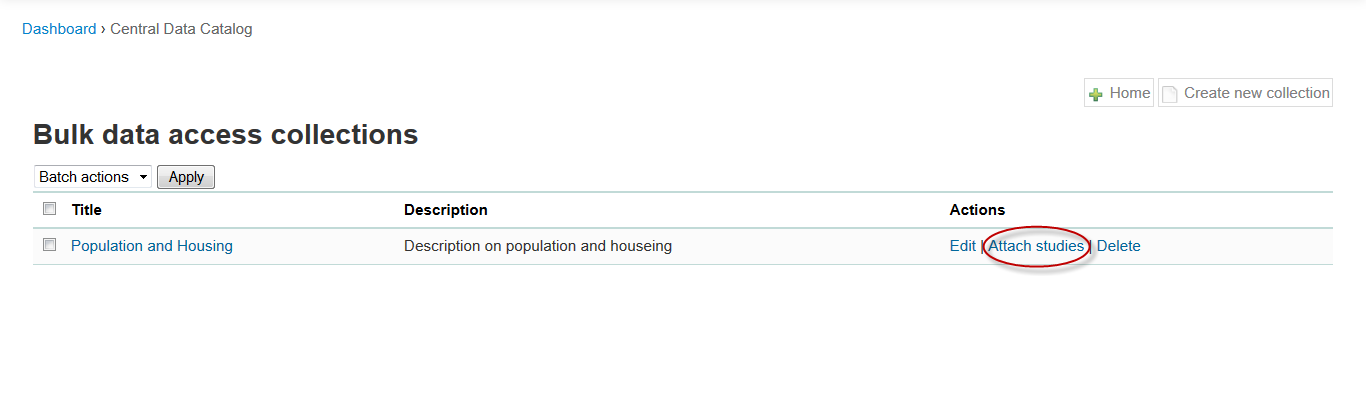 Dashboard › Central Data Catalog
Home Create new collection
Bulk data access collections
Batch actions Apply
Title Description Actions
Population and Housing Description on population and houseing Edit | Attach studies | Delete